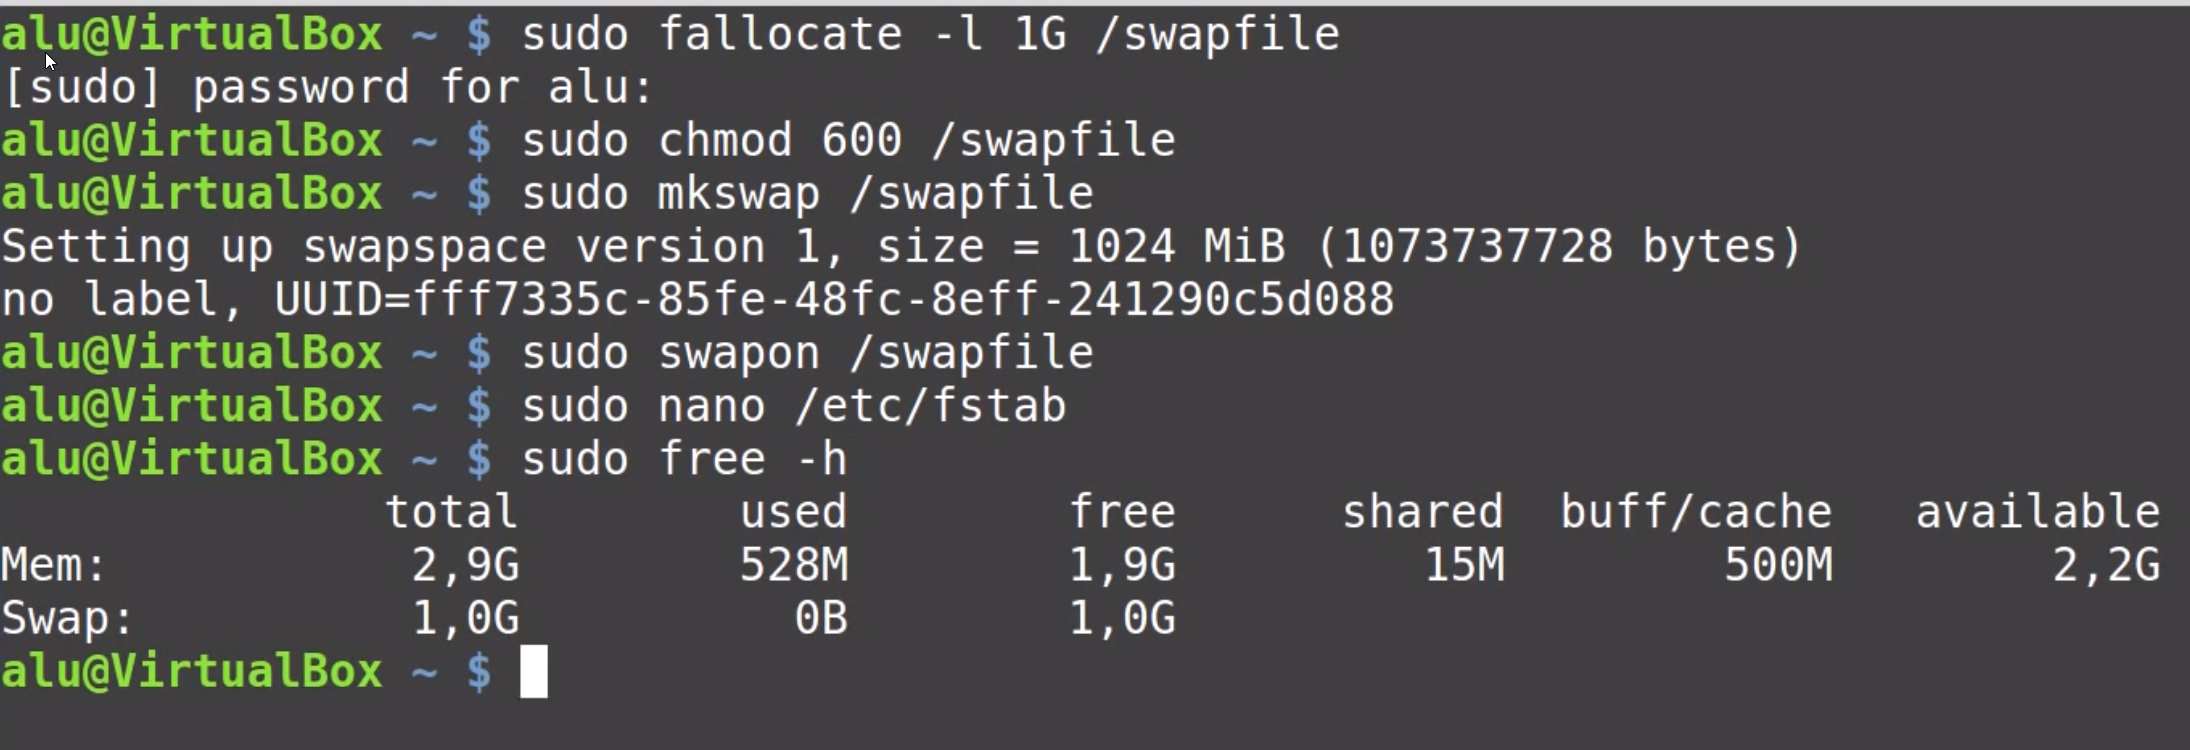 alu@VirtualBox ~ $ sudo fallocate -l 1G /swapfile
[sudo] password for alu:
alu@VirtualBox ~ $ sudo chmod 600 /swapfile
alu@VirtualBox ~ $ sudo mkswap /swapfile
Setting up swapspace version 1, size = 1024 MiB (1073737728 bytes)
no label, UUID=fff7335c-85fe-48fc-8eff-241290c5d088
alu@VirtualBox ~ $ sudo swapon /swapfile
alu@VirtualBox ~ $ sudo nano /etc/fstab
alu@VirtualBox ~ $ sudo free -h
              total        used        free      shared  buff/cache   available
Mem:           2,9G        528M        1,9G         15M        500M        2,2G
Swap:          1,0G          0B        1,0G
alu@VirtualBox ~ $